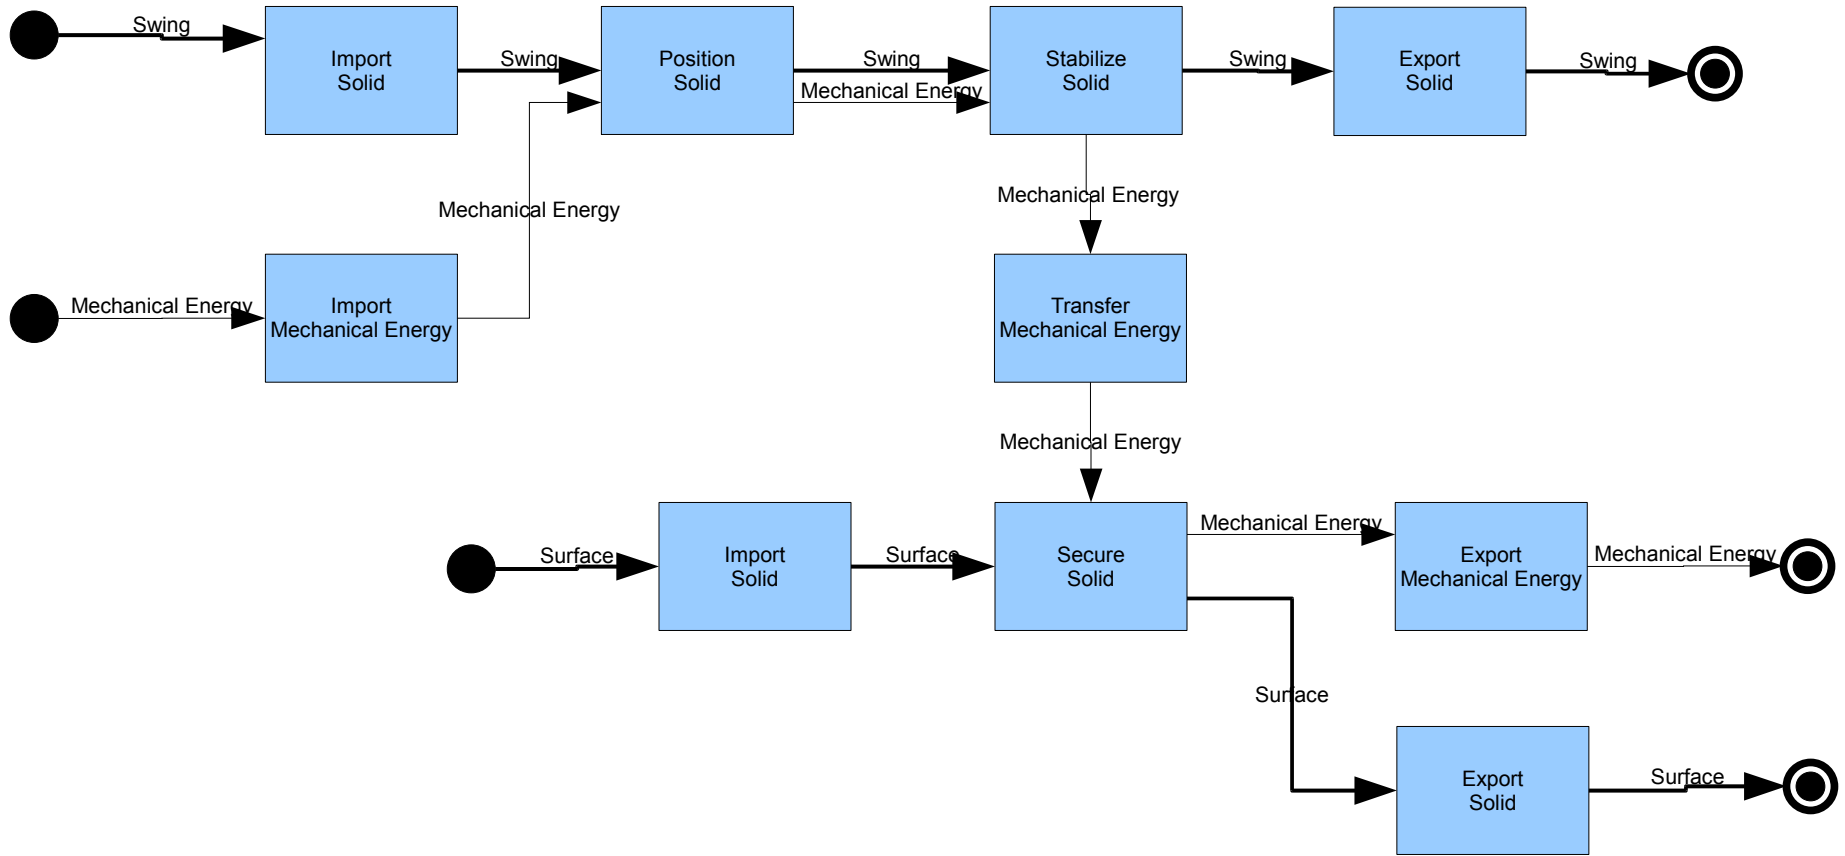 Swing
Import
Solid
Swing
Position
Solid
Swing
Mechanical Energy
Stabilize
Solid
Swing
Export
Solid
Swing
Mechanical Energy
Mechanical Energy
Mechanical Energy
Import
Mechanical Energy
Transfer
Mechanical Energy
Mechanical Energy
Surface
Import
Solid
Surface
Secure
Solid
Mechanical Energy
Export
Mechanical Energy
Mechanical Energy
Surface
Export
Solid
Surface